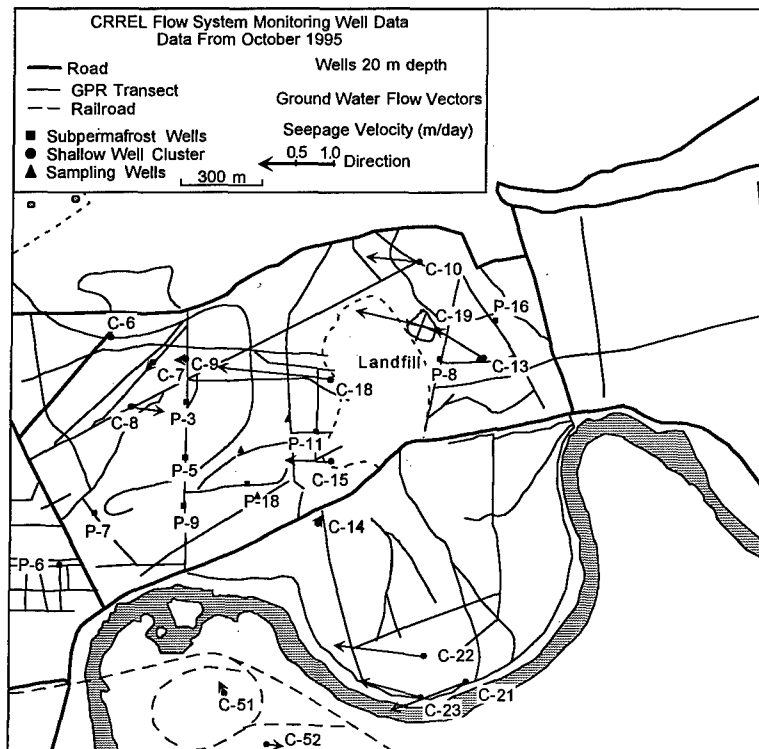 CRREL Flow System Monitoring Well Data
Data From October 1995
Road
Wells 20 m depth
GPR Transect
Ground Water Flow Vectors
Railroad
Seepage Velocity (m/day)
Subpermafrost Wells
Shallow Well Cluster
0.5 1.0
Direction
Sampling Wells
300 m
C-10
P-16
C-6
C-19
Landfill
C-7
C-9
P-8
C-13
C-18
C-8
P-3
P-11
P-5
C-15
P-18
P-7
P-9
C-14
P-6
C-22
C-21
C-51
C-23
C-52